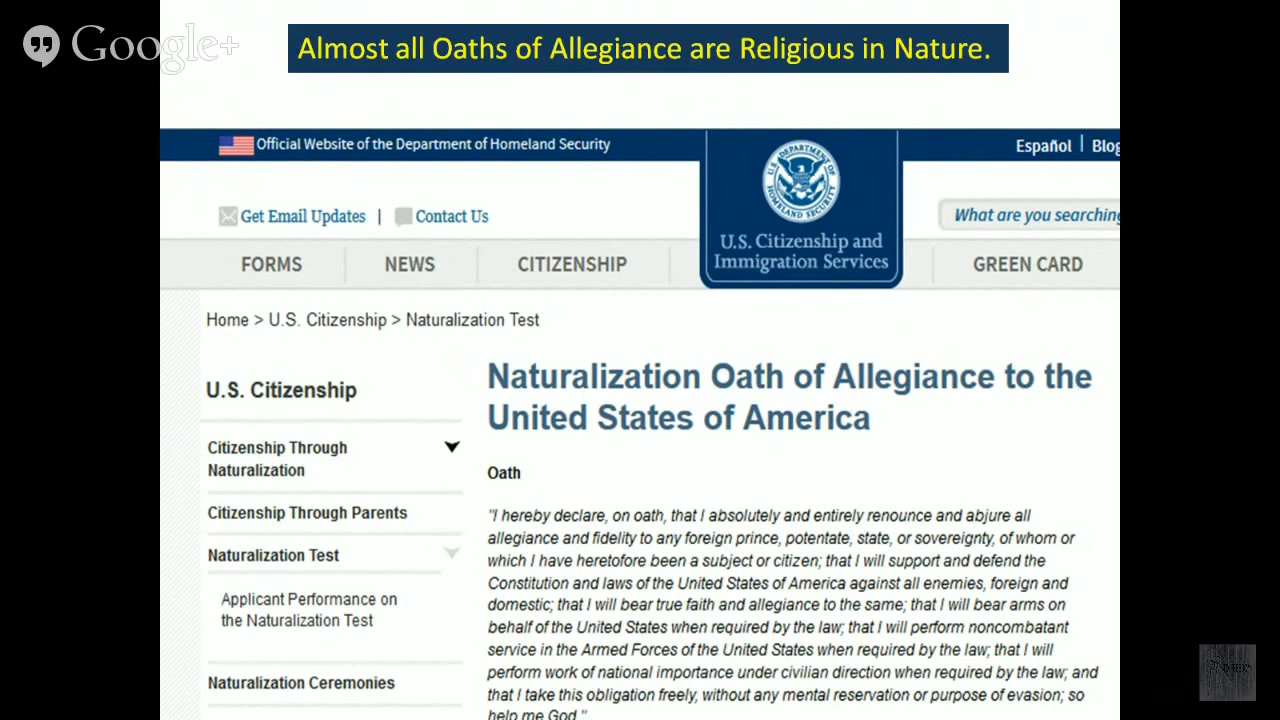 Google+
Almost all Oaths of Allegiance are Religious in Nature.
Official Website of the Department of Homeland Security
Español | Blog
Get Email Updates | Contact Us
U.S. DEPARTMENT OF HOMELAND SECURITY
U.S. Citizenship and
Immigration Services
What are you searching
FORMS
NEWS
CITIZENSHIP
GREEN CARD
Home > U.S. Citizenship > Naturalization Test
U.S. Citizenship
Citizenship Through
Naturalization
Citizenship Through Parents
Naturalization Test
Applicant Performance on
the Naturalization Test
Naturalization Ceremonies
Naturalization Oath of Allegiance to the
United States of America
Oath
"I hereby declare, on oath, that I absolutely and entirely renounce and abjure all
allegiance and fidelity to any foreign prince, potentate, state, or sovereignty, of whom or
which I have heretofore been a subject or citizen; that I will support and defend the
Constitution and laws of the United States of America against all enemies, foreign and
domestic; that I will bear true faith and allegiance to the same; that I will bear arms on
behalf of the United States when required by the law; that I will perform noncombatant
service in the Armed Forces of the United States when required by the law; that I will
perform work of national importance under civilian direction when required by the law; and
that I take this obligation freely, without any mental reservation or purpose of evasion; so
help me God."